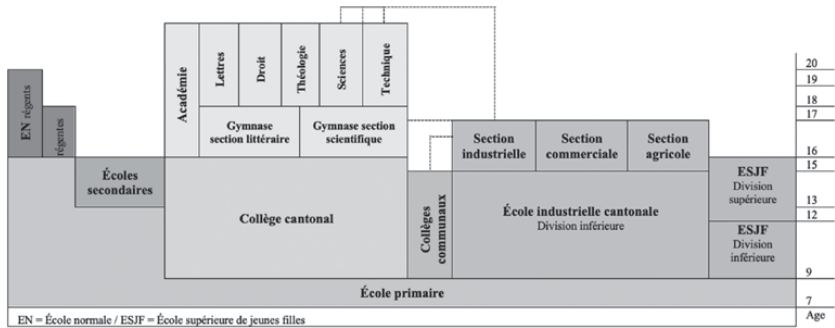 Académie
Lettres
Droit
Théologie
Sciences
Technique
EN régents
régentes
Gymnase
section littéraire
Gymnase section
scientifique
Écoles
secondaires
Collège cantonal
Collèges
communaux
Section
industrielle
Section
commerciale
Section
agricole
École industrielle cantonale
Division inférieure
ESJF
Division
supérieure
ESJF
Division
inférieure
École primaire
20
19
18
17
16
15
13
12
9
7
Age
EN = École normale / ESJF = École supérieure de jeunes filles